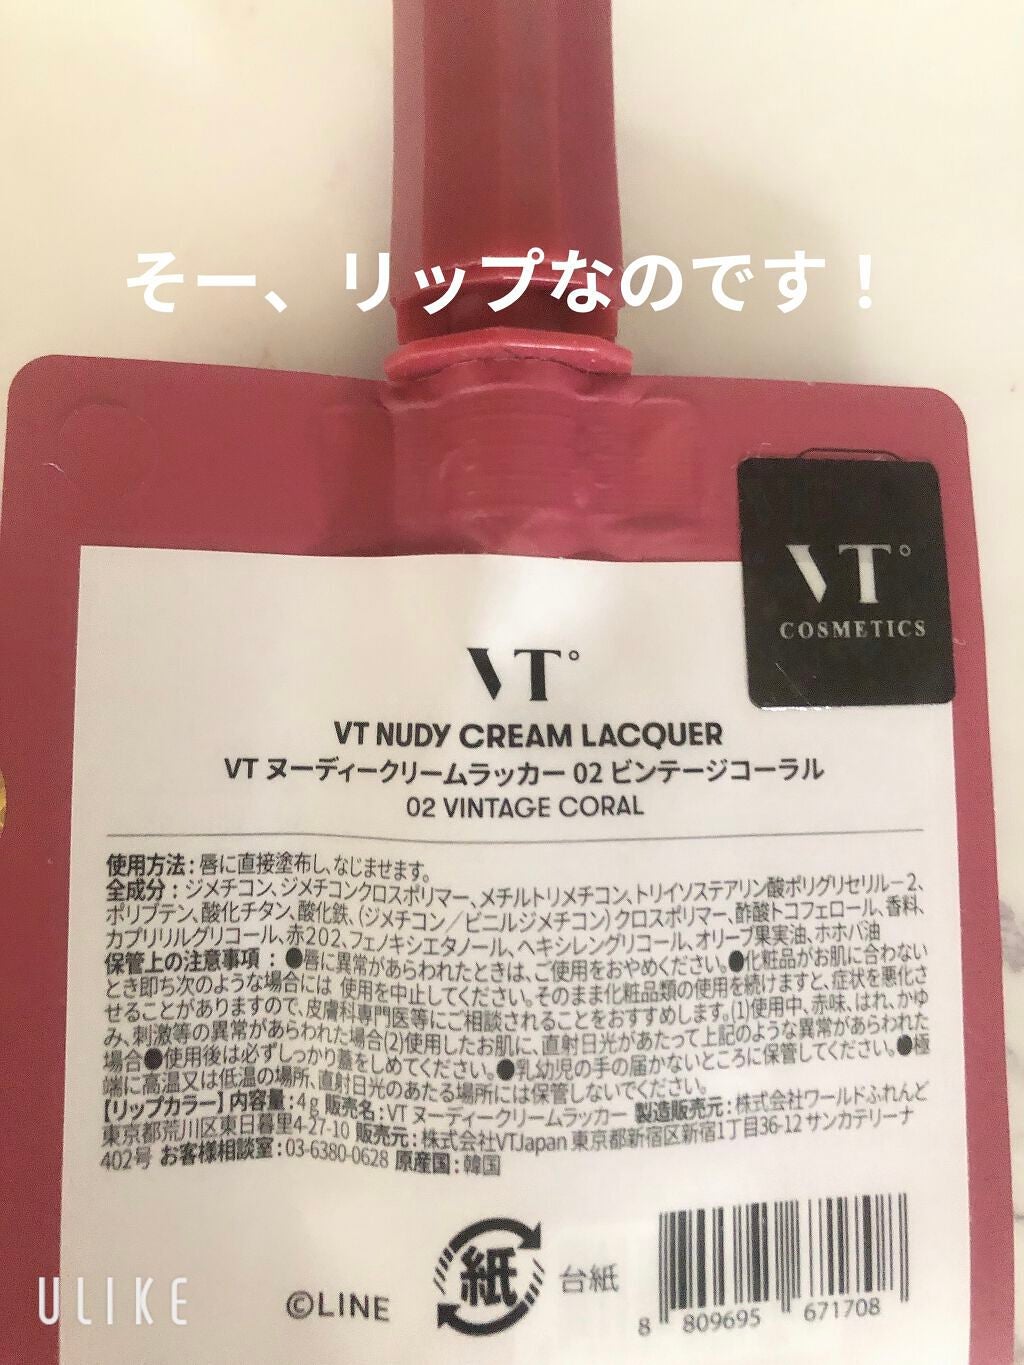 そー、リップなのです！
VT°
COSMETICS
VT°
VT NUDY CREAM LACQUER
VT ヌーディークリームラッカー 02 ビンテージコーラル
02 VINTAGE CORAL
使用方法：唇に直接塗布し、なじませます。
全成分：ジメチコン、ジメチコンクロスポリマー、メチルトリメチコン、トリイソステアリン酸ポリグリセリル－2、
ポリブテン、酸化チタン、酸化鉄、(ジメチコン／ビニルジメチコン)クロスポリマー、酢酸トコフェロール、香料、
カプリリルグリコール、赤202、フェノキシエタノール、ヘキシレングリコール、オリーブ果実油、ホホバ油
保管上の注意事項：●唇に異常があらわれたときは、ご使用をおやめください。●化粧品がお肌に合わない
とき即ち次のような場合には 使用を中止してください。そのまま化粧品類の使用を続けますと、症状を悪化さ
せることがありますので、皮膚科専門医等にご相談されることをおすすめします。(1)使用中、赤味、はれ、かゆ
み、刺激等の異常があらわれた場合(2)使用したお肌に、直射日光があたって上記のような異常があらわれた
場合●使用後は必ずしっかり蓋をしめてください。●乳幼児の手の届かないところに保管してください。●極
端に高温又は低温の場所、直射日光のあたる場所には保管しないでください。
【リップカラー】内容量：4g 販売名：VT ヌーディークリームラッカー 製造販売元：株式会社ワールドふれんど
東京都荒川区東日暮里4-27-10 販売元：株式会社VTJapan 東京都新宿区新宿1丁目36-12 サンカテリーナ
402号 お客様相談室：03-6380-0628 原産国：韓国
©LINE
紙
台紙
8 809695 671708
ULIKE